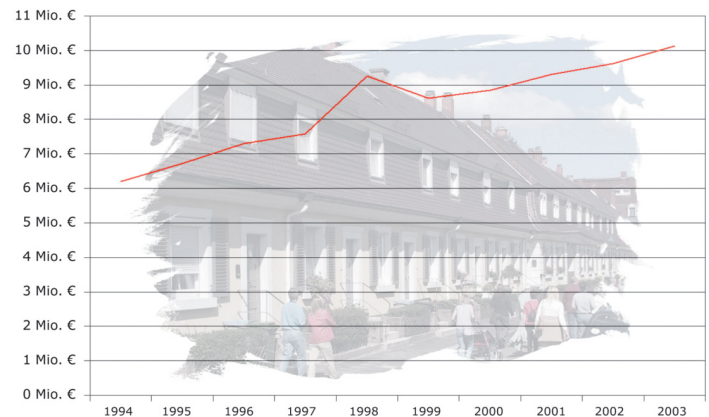 11 Mio. €
10 Mio. €
9 Mio. €
8 Mio. €
7 Mio. €
6 Mio. €
5 Mio. €
4 Mio. €
3 Mio. €
2 Mio. €
1 Mio. €
0 Mio. €
1994 1995 1996 1997 1998 1999 2000 2001 2002 2003